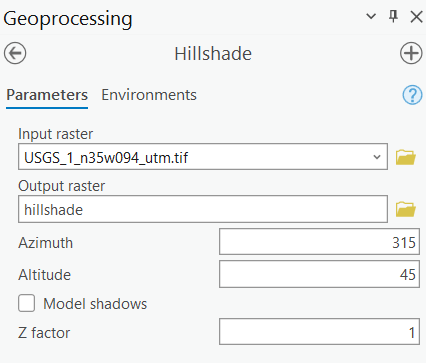 Geoprocessing
Hillshade
Parameters Environments
?
Input raster
USGS_1_n35w094_utm.tif
Output raster
hillshade
Azimuth 315
Altitude 45
Model shadows
Z factor 1